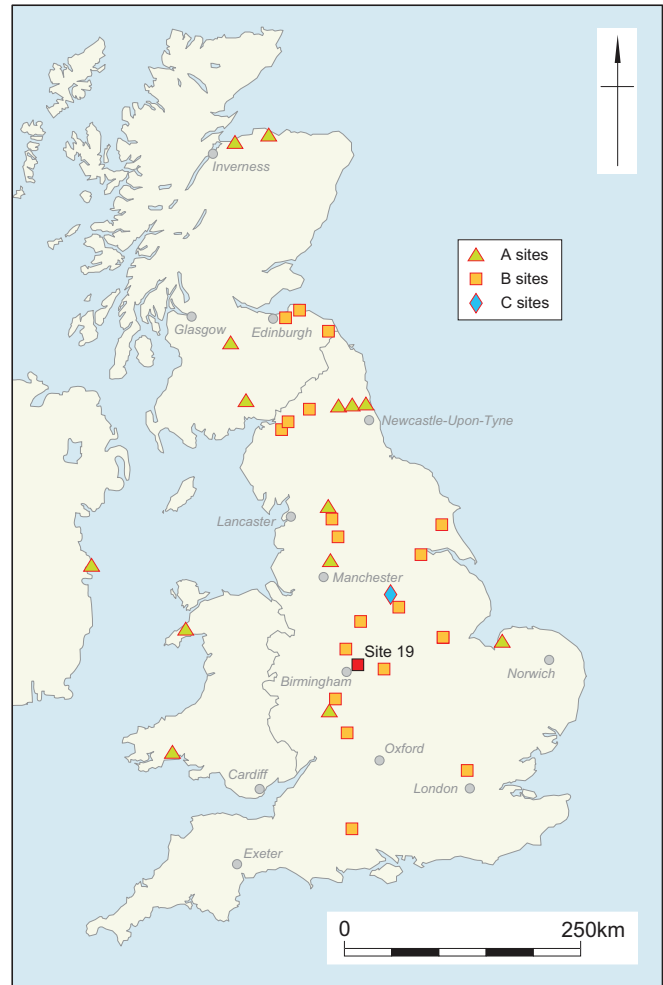 Inverness
A sites
B sites
C sites
Glasgow
Edinburgh
Newcastle-Upon-Tyne
Lancaster
Manchester
Site 19
Birmingham
Norwich
Oxford
Cardiff
London
Exeter
0
250km